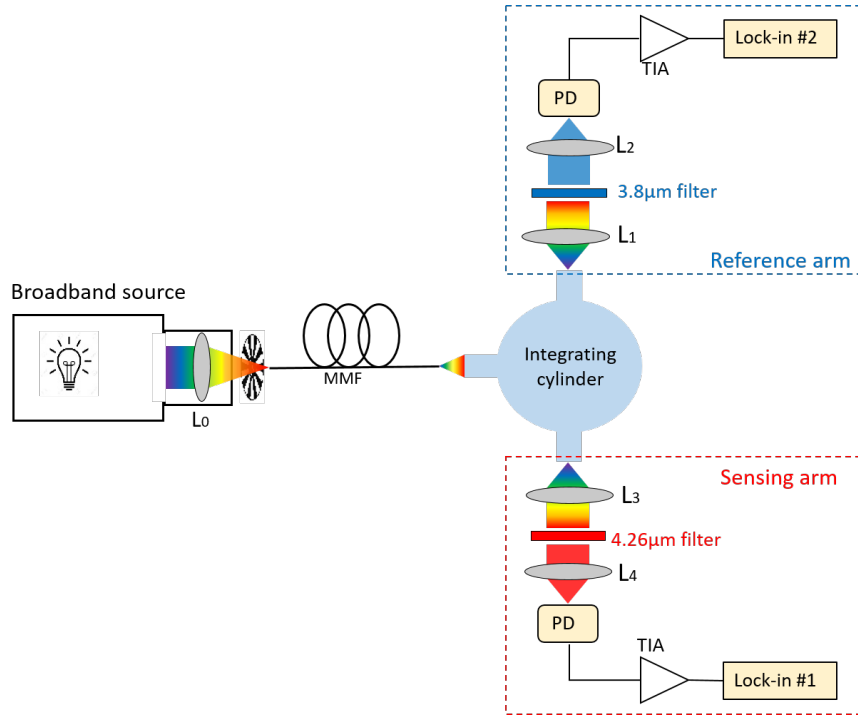 Lock-in #2
TIA
PD
L2
3.8µm filter
L1
Reference arm
Broadband source
L0
MMF
Integrating
cylinder
Sensing arm
L3
4.26µm filter
L4
PD
TIA
Lock-in #1